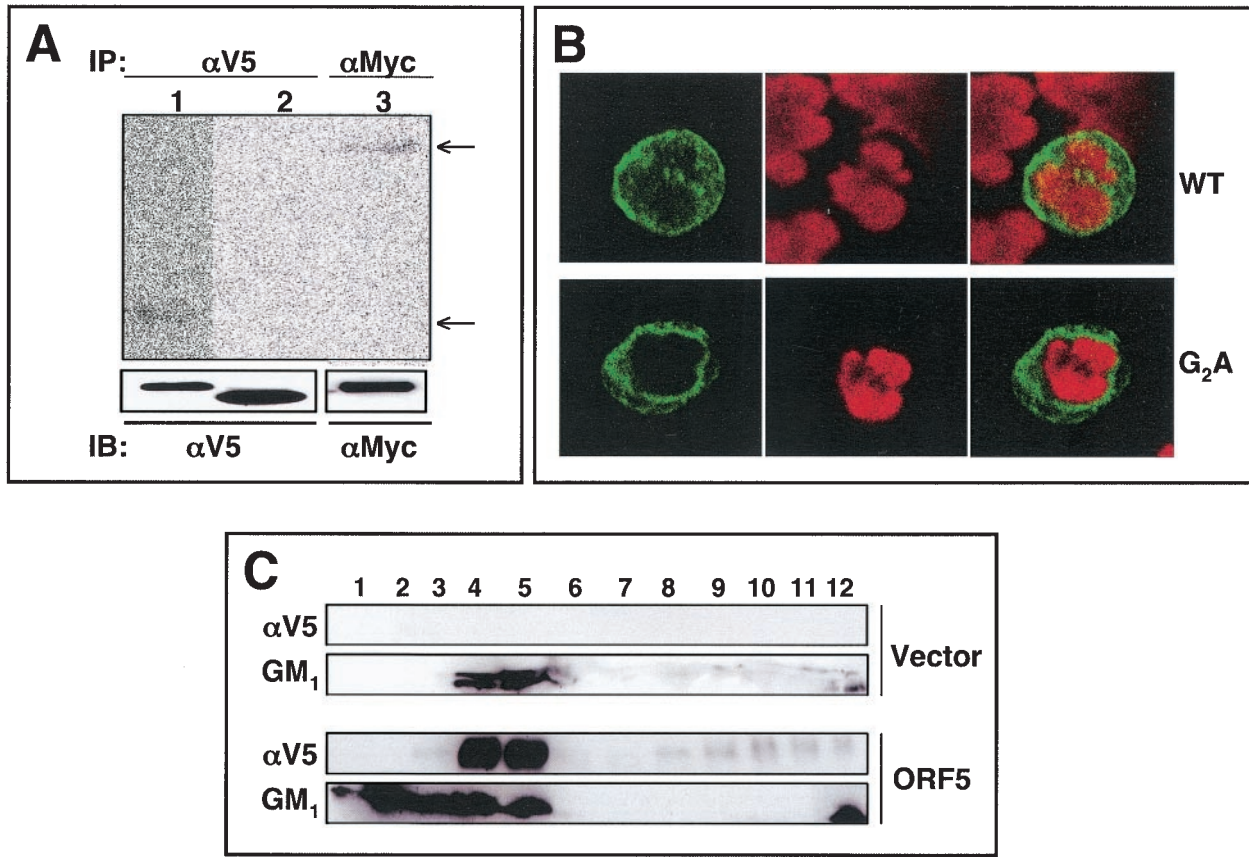 A
IP: αV5 αMyc
1 2 3
IB: αV5 αMyc
B
WT
G₂A
C
1 2 3 4 5 6 7 8 9 10 11 12
αV5
GM₁
Vector
αV5
GM₁
ORF5